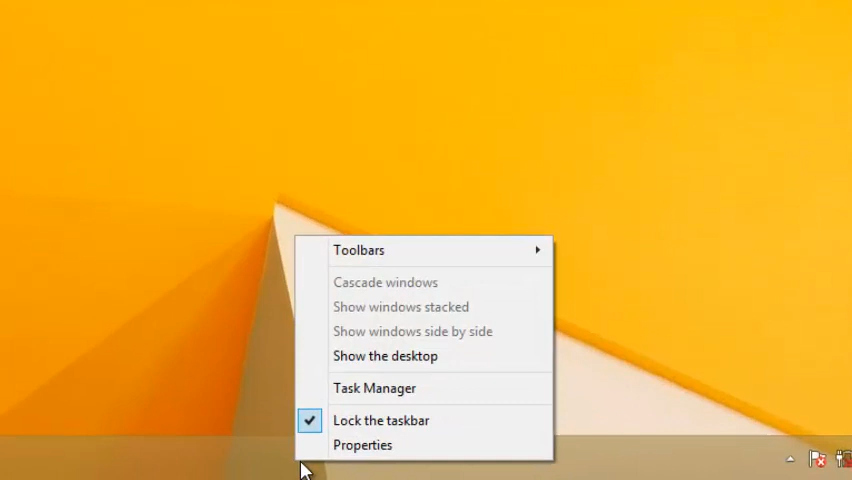 Toolbars
Cascade windows
Show windows stacked
Show windows side by side
Show the desktop
Task Manager
Lock the taskbar
Properties